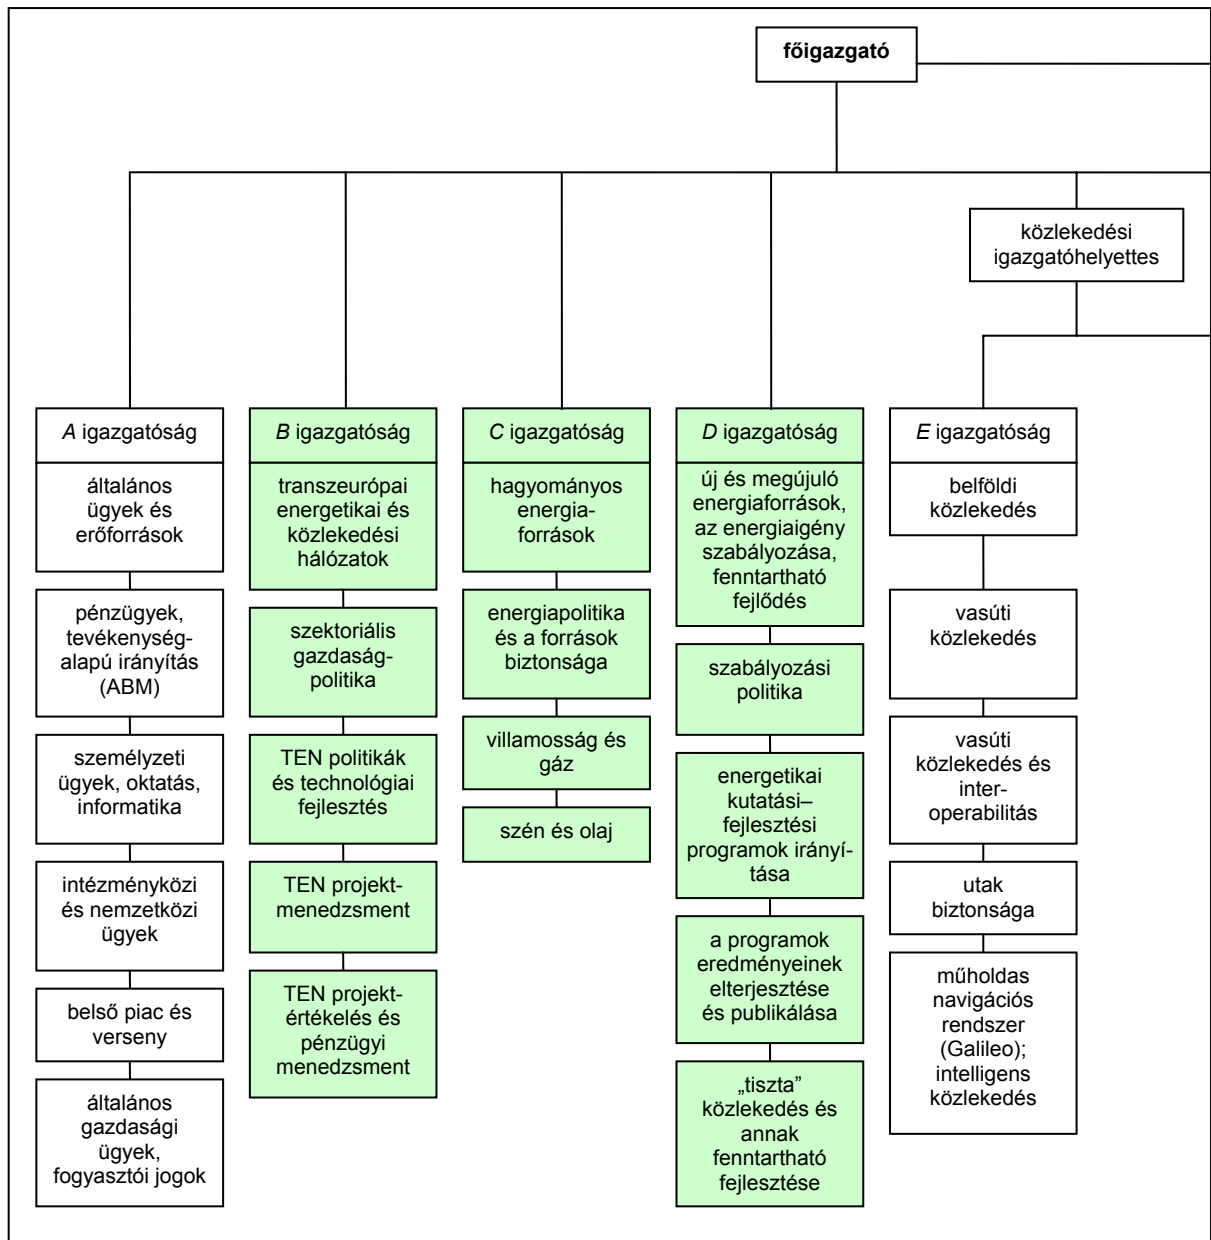 főigazgató
közlekedési
igazgatóhelyettes
A igazgatóság
általános
ügyek és
erőforrások
pénzügyek,
tevékenység-
alapú irányítás
(ABM)
személyzeti
ügyek, oktatás,
informatika
intézményközi
és nemzetközi
ügyek
belső piac és
verseny
általános
gazdasági
ügyek,
fogyasztói jogok
B igazgatóság
transzeurópai
energetikai és
közlekedési
hálózatok
szektoriális
gazdaság-
politika
TEN politikák
és technológiai
fejlesztés
TEN projekt-
menedzsment
TEN projekt-
értékelés és
pénzügyi
menedzsment
C igazgatóság
hagyományos
energia-
források
energiapolitika
és a források
biztonsága
villamosság és
gáz
szén és olaj
D igazgatóság
új és megújuló
energiaforrások,
az energiaigény
szabályozása,
fenntartható
fejlődés
szabályozási
politika
energetikai
kutatási–
fejlesztési
programok irányí-
tása
a programok
eredményeinek
elterjesztése
és publikálása
„tiszta”
közlekedés és
annak
fenntartható
fejlesztése
E igazgatóság
belföldi
közlekedés
vasúti
közlekedés
vasúti
közlekedés és
inter-
operabilitás
utak
biztonsága
műholdas
navigációs
rendszer
(Galileo);
intelligens
közlekedés